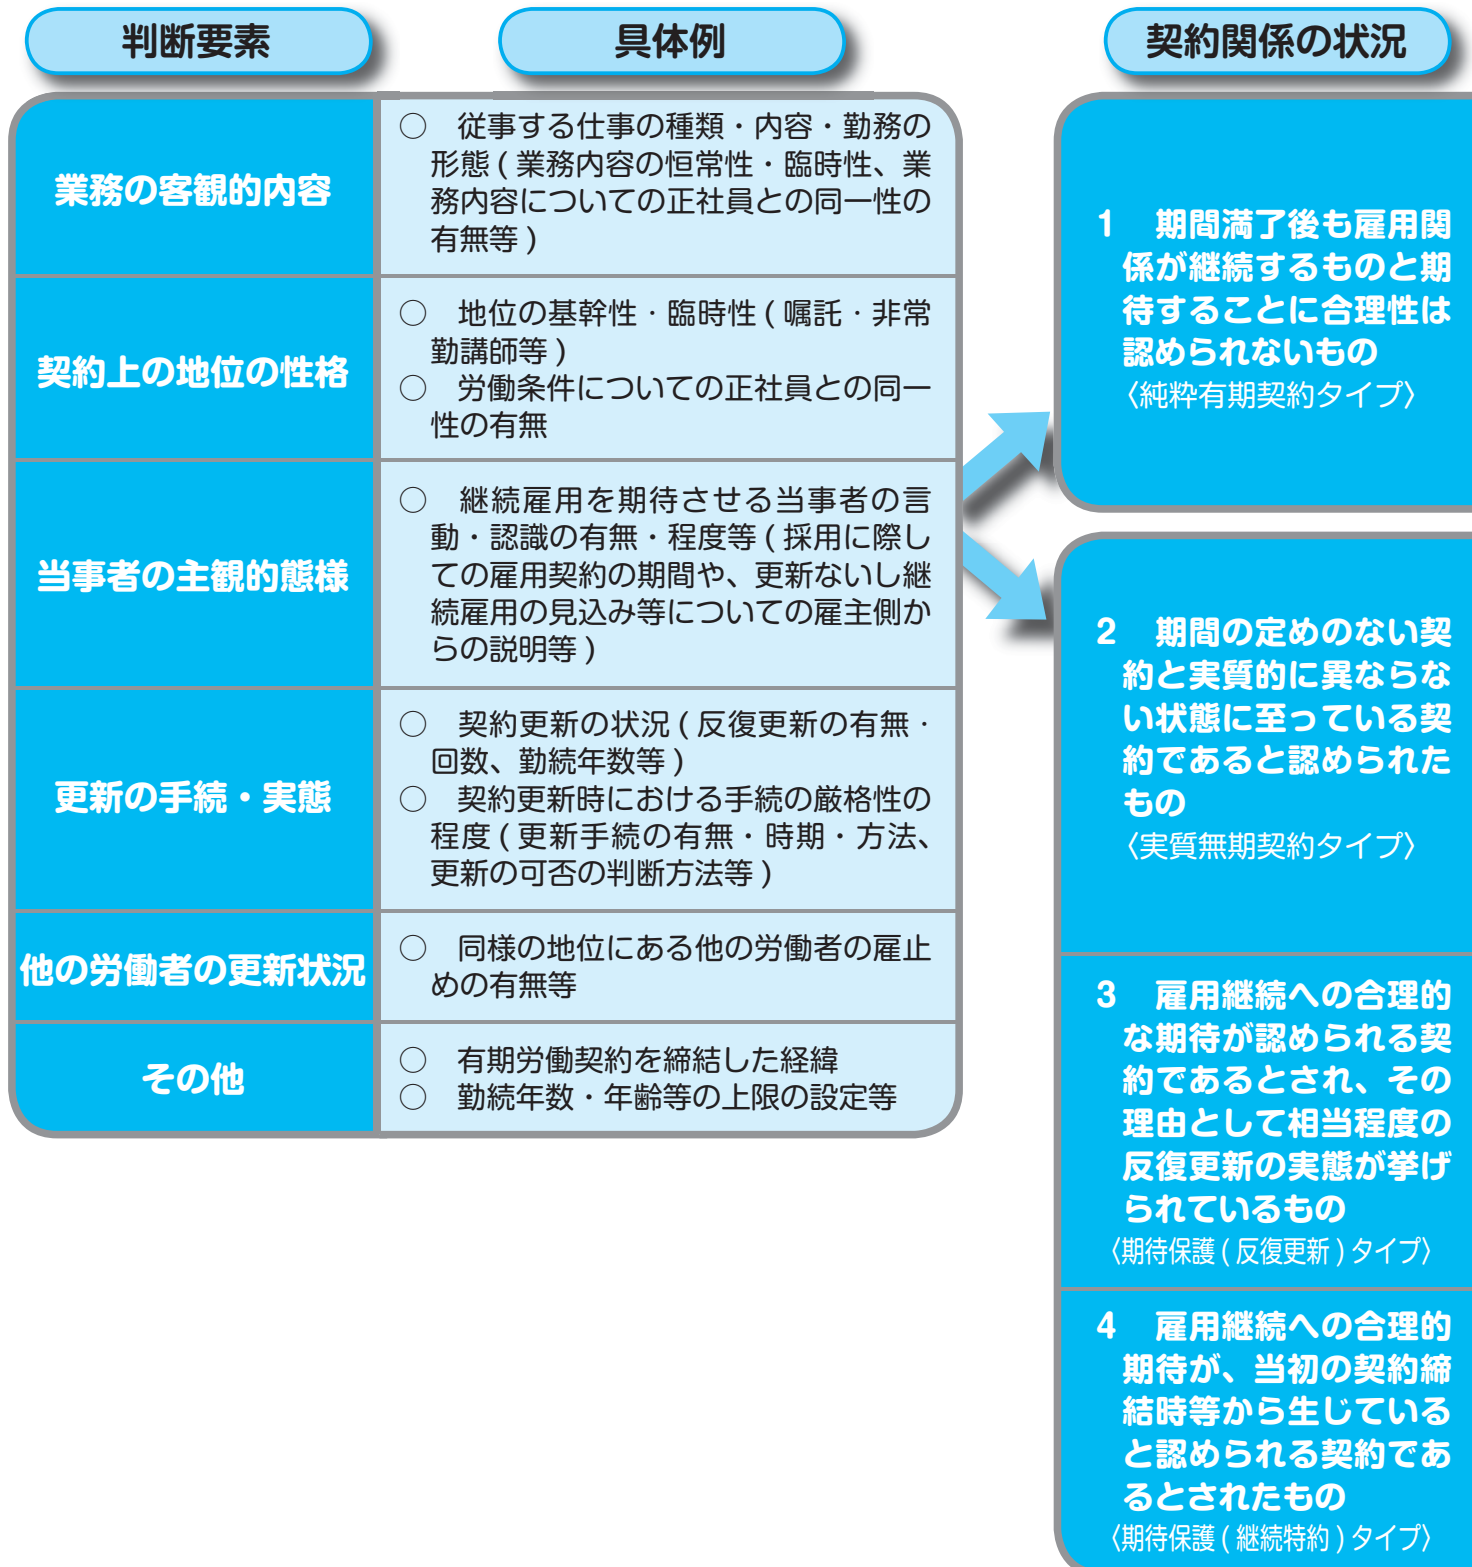 判断要素
具体例
契約関係の状況
業務の客観的内容
○　従事する仕事の種類・内容・勤務の
形態 ( 業務内容の恒常性・臨時性、業
務内容についての正社員との同一性の
有無等 )
契約上の地位の性格
○　地位の基幹性・臨時性 ( 嘱託・非常
勤講師等 )
○　労働条件についての正社員との同一
性の有無
当事者の主観的態様
○　継続雇用を期待させる当事者の言
動・認識の有無・程度等 ( 採用に際し
ての雇用契約の期間や、更新ないし継
続雇用の見込み等についての雇主側か
らの説明等 )
更新の手続・実態
○　契約更新の状況 ( 反復更新の有無・
回数、勤続年数等 )
○　契約更新時における手続の厳格性の
程度 ( 更新手続の有無・時期・方法、
更新の可否の判断方法等 )
他の労働者の更新状況
○　同様の地位にある他の労働者の雇止
めの有無等
その他
○　有期労働契約を締結した経緯
○　勤続年数・年齢等の上限の設定等
1　期間満了後も雇用関
係が継続するものと期
待することに合理性は
認められないもの
〈純粋有期契約タイプ〉
2　期間の定めのない契
約と実質的に異ならな
い状態に至っている契
約であると認められた
もの
〈実質無期契約タイプ〉
3　雇用継続への合理的
な期待が認められる契
約であるとされ、その
理由として相当程度の
反復更新の実態が挙げ
られているもの
〈期待保護 ( 反復更新 ) タイプ〉
4　雇用継続への合理的
期待が、当初の契約締
結時等から生じている
と認められる契約であ
るとされたもの
〈期待保護 ( 継続特約 ) タイプ〉